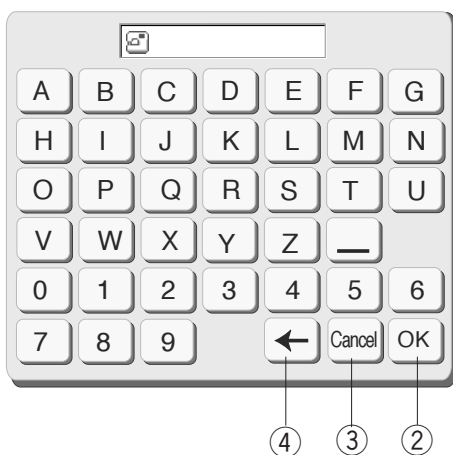 A B C D E F G
H I J K L M N
O P Q R S T U
V W X Y Z _
0 1 2 3 4 5 6
7 8 9 ← Cancel OK
④ ③ ②